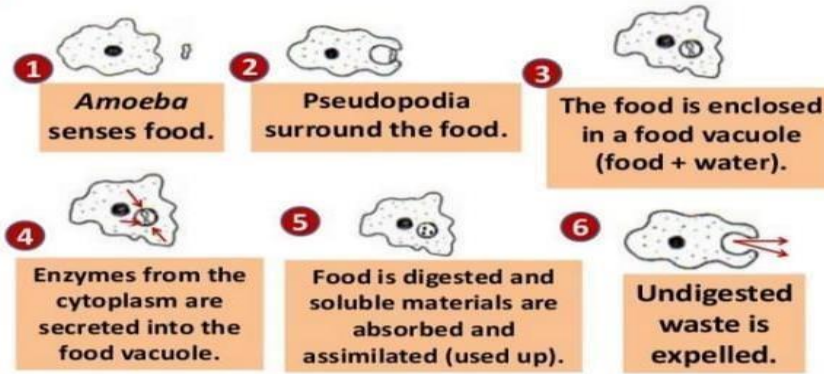 1
Amoeba
senses food.
2
Pseudopodia
surround the food.
3
The food is enclosed
in a food vacuole
(food + water).
4
Enzymes from the
cytoplasm are
secreted into the
food vacuole.
5
Food is digested and
soluble materials are
absorbed and
assimilated (used up).
6
Undigested
waste is
expelled.